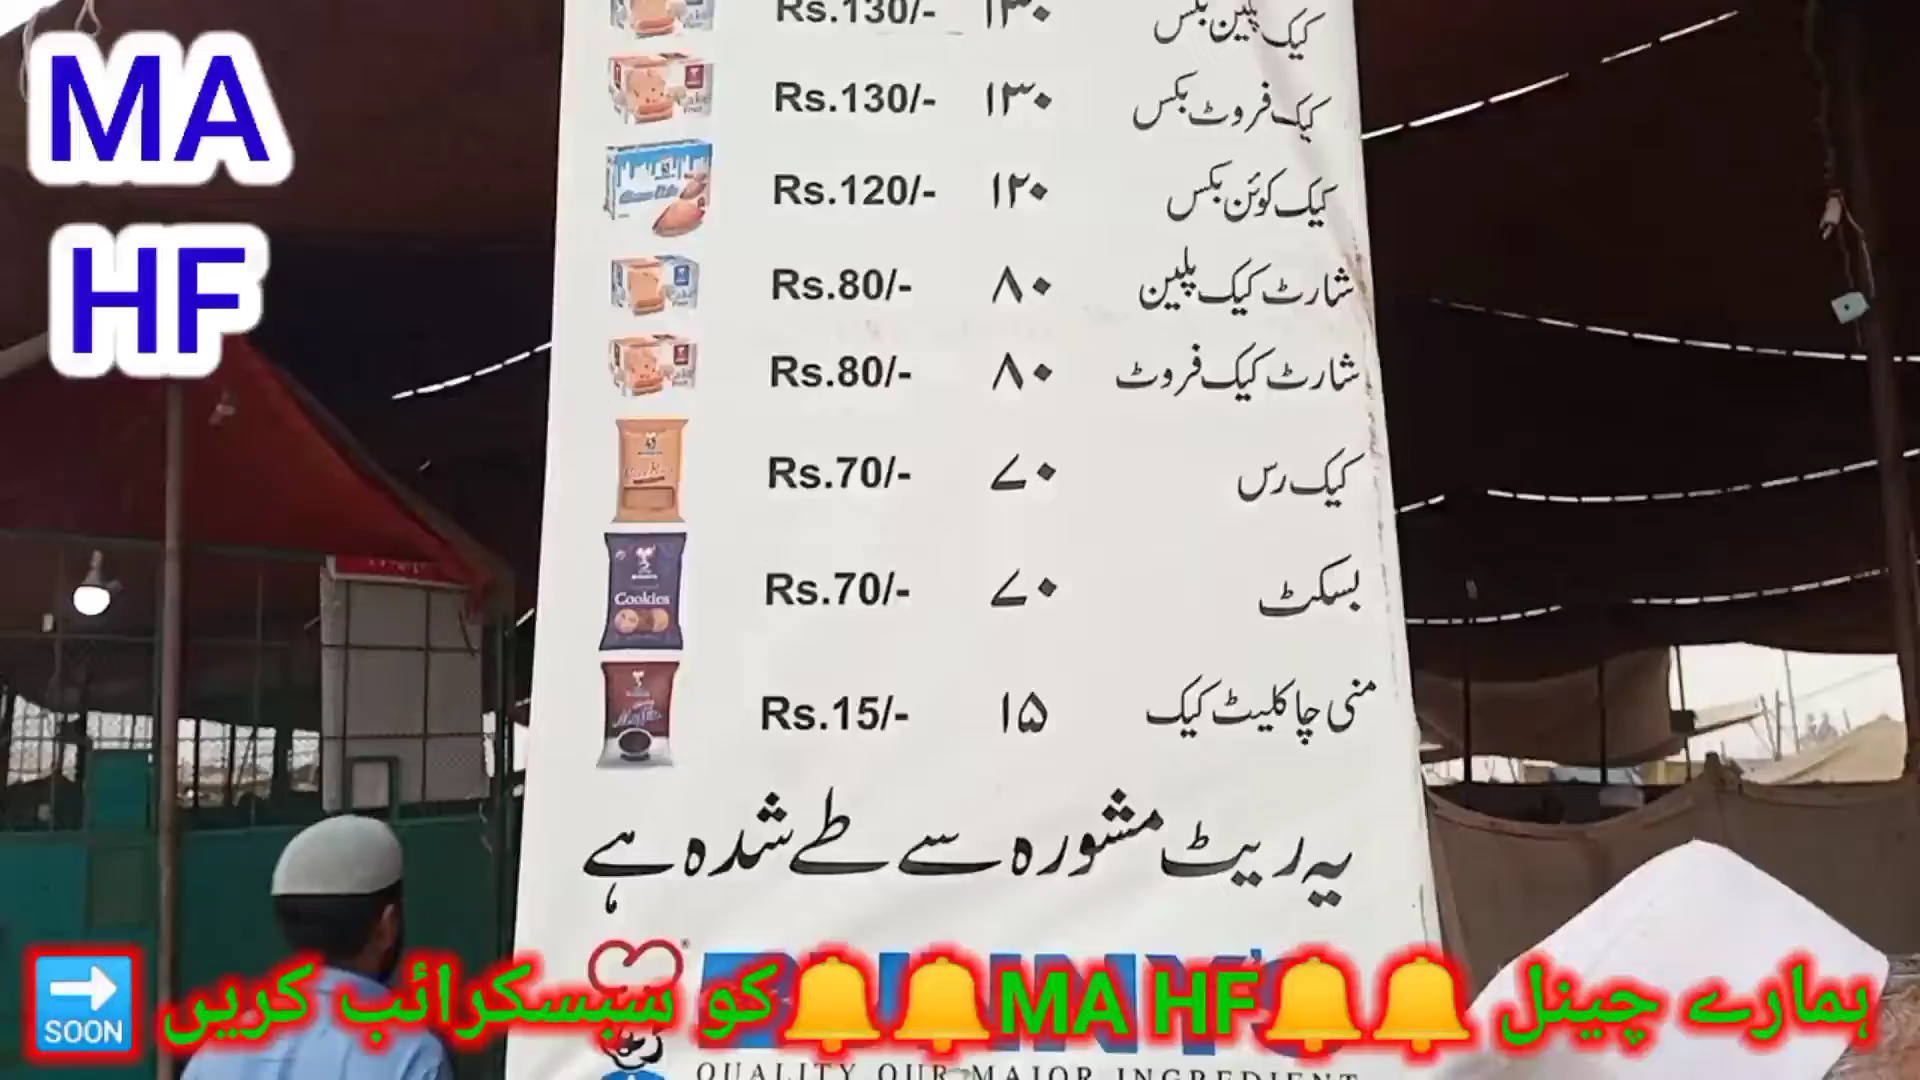 MA
HF
Rs.130/- ۱۳۰ کیک پلین بکس
Rs.130/- ۱۳۰ کیک فروٹ بکس
Rs.120/- ۱۲۰ کیک کوئن بکس
Rs.80/- ۸۰ شارٹ کیک پلین
Rs.80/- ۸۰ شارٹ کیک فروٹ
Rs.70/- ۷۰ کیک رس
Rs.70/- ۷۰ بسکٹ
Cookies
Rs.15/- ۱۵ منی چاکلیٹ کیک
یہ ریٹ مشورہ سے طے شدہ ہے
ہمارے چینل 🔔🔔MA HF🔔🔔کو سبسکرائب کریں
SOON
QUALITY OUR MAJOR INGREDIENT